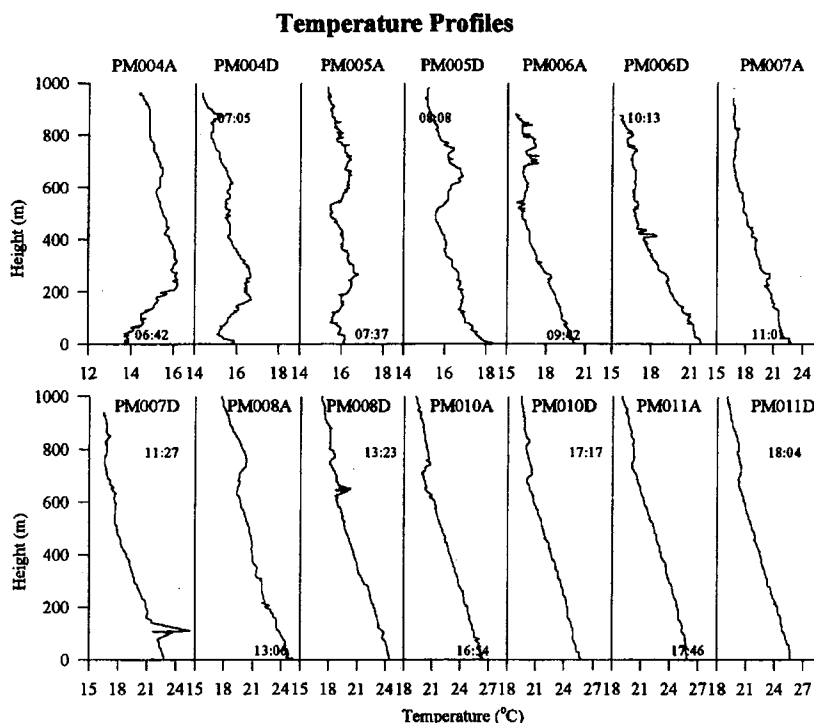 Temperature Profiles
PM004A PM004D PM005A PM005D PM006A PM006D PM007A
1000
07:05 08:08 10:13
800
600
Height (m)
400
200
06:42 07:37 09:42 11:01
0
12 14 16 14 16 18 14 16 18 14 16 18 15 18 21 15 18 21 15 18 21 24
PM007D PM008A PM008D PM010A PM010D PM011A PM011D
1000
11:27 13:23 17:17 18:04
800
600
Height (m)
400
200
13:06 16:54 17:46
0
15 18 21 24 15 18 21 24 15 18 21 24 18 21 24 27 18 21 24 27 18 21 24 27 18 21 24 27
Temperature (°C)